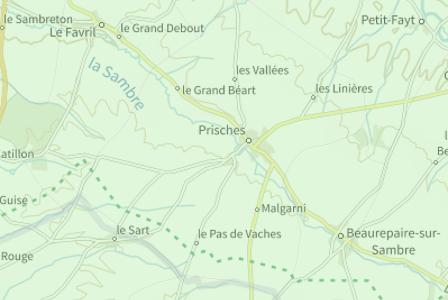 le Sambreton
Le Favril
le Grand Debout
Petit-Fayt
la Sambre
les Vallées
le Grand Béart
les Linières
Prisches
atillon
Be
Guise
Malgarni
le Sart
le Pas de Vaches
Beaurepaire-sur-
Sambre
Rouge